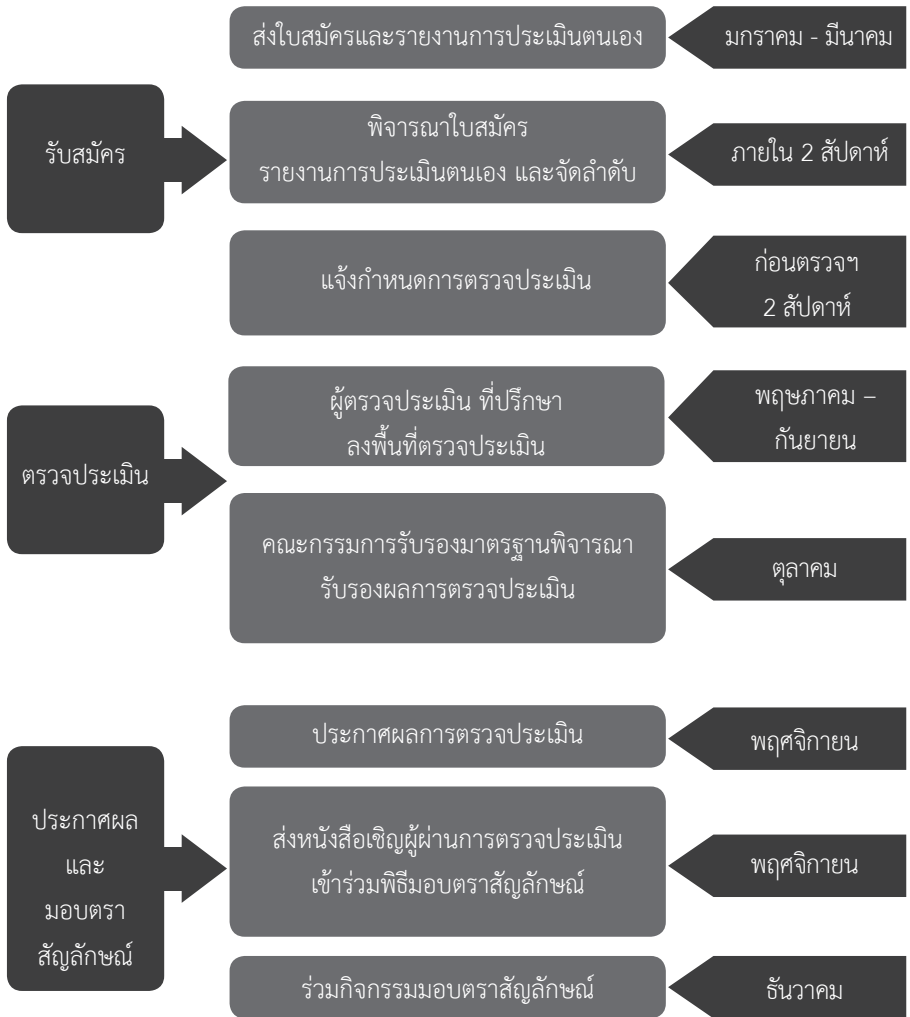 ส่งใบสมัครและรายงานการประเมินตนเอง
มกราคม - มีนาคม
รับสมัคร
พิจารณาใบสมัคร
รายงานการประเมินตนเอง และจัดลำดับ
ภายใน 2 สัปดาห์
แจ้งกำหนดการตรวจประเมิน
ก่อนตรวจฯ
2 สัปดาห์
ตรวจประเมิน
ผู้ตรวจประเมิน ที่ปรึกษา
ลงพื้นที่ตรวจประเมิน
พฤษภาคม –
กันยายน
คณะกรรมการรับรองมาตรฐานพิจารณา
รับรองผลการตรวจประเมิน
ตุลาคม
ประกาศผล
และ
มอบตรา
สัญลักษณ์
ประกาศผลการตรวจประเมิน
พฤศจิกายน
ส่งหนังสือเชิญผู้ผ่านการตรวจประเมิน
เข้าร่วมพิธีมอบตราสัญลักษณ์
พฤศจิกายน
ร่วมกิจกรรมมอบตราสัญลักษณ์
ธันวาคม